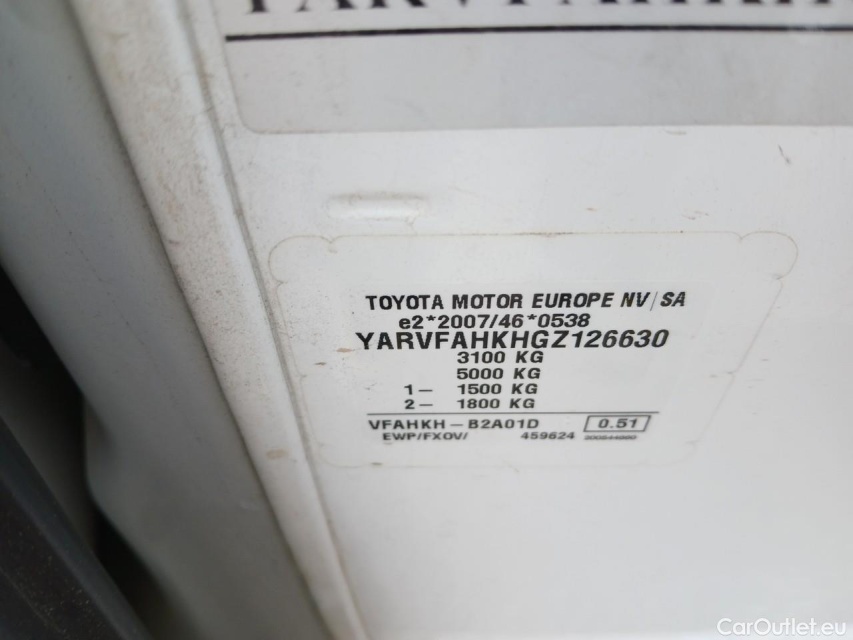 TOYOTA MOTOR EUROPE NV/SA
e2*2007/46*0538
YARVFAHKHGZ126630
3100 KG
5000 KG
1- 1500 KG
2- 1800 KG
VFAHKH-B2A01D 0.51
EWP/FXOV/ 459624
CarOutlet.eu